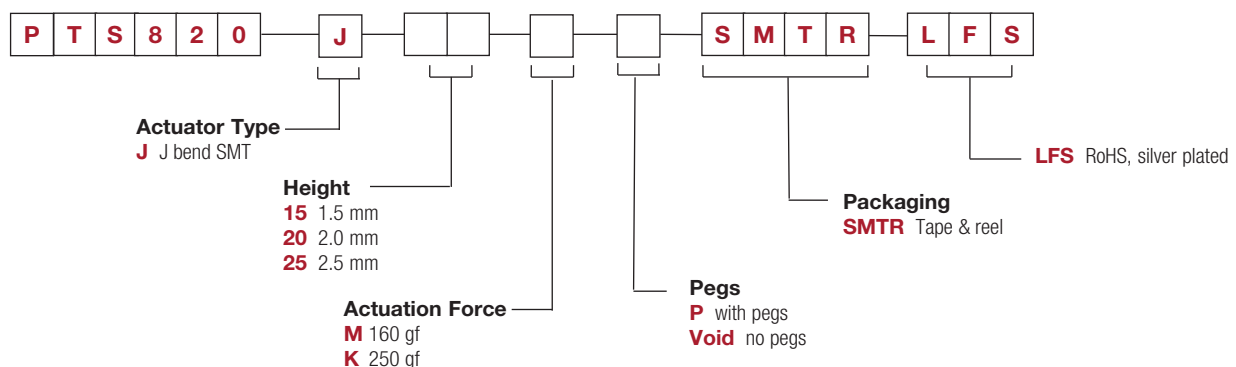 P T S 8 2 0 J S M T R L F S
Actuator Type
J J bend SMT
LFS RoHS, silver plated
Height
15 1.5 mm
20 2.0 mm
25 2.5 mm
Packaging
SMTR Tape & reel
Actuation Force
M 160 gf
K 250 gf
Pegs
P with pegs
Void no pegs